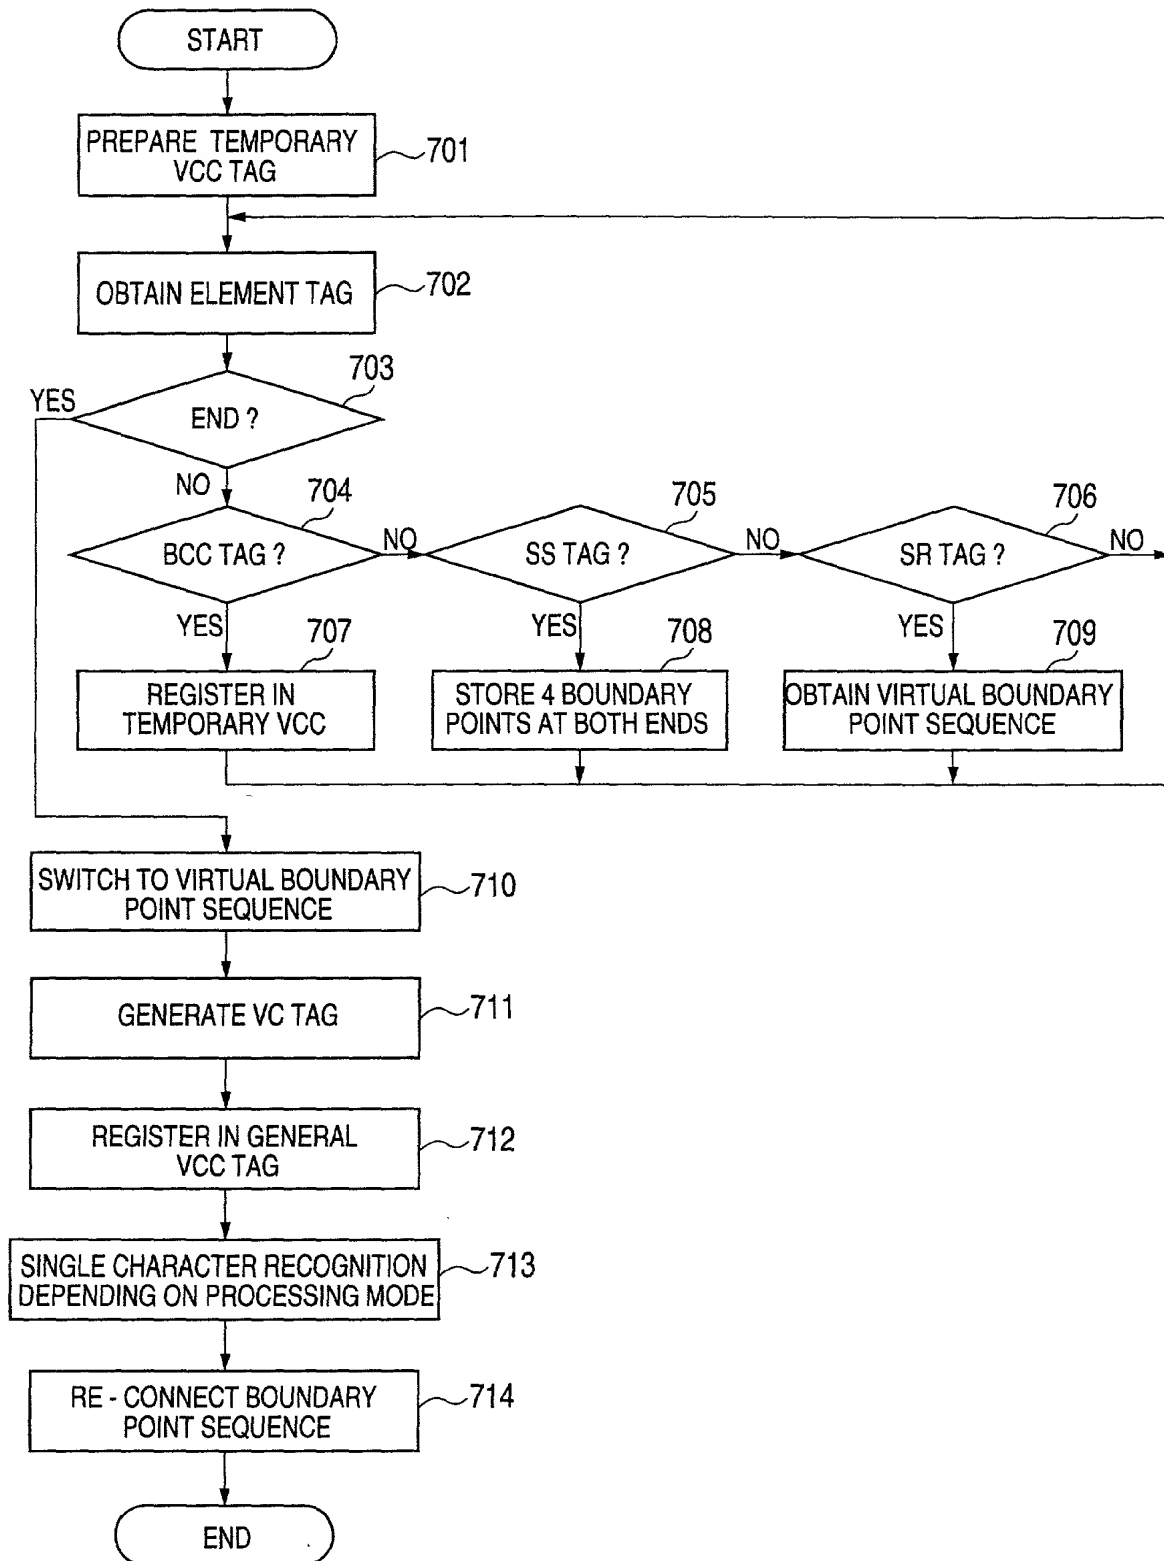 START
PREPARE TEMPORARY
VCC TAG
701
OBTAIN ELEMENT TAG
702
703
YES
END ?
NO
704
705
706
BCC TAG ?
NO
SS TAG ?
NO
SR TAG ?
NO
YES
707
YES
708
YES
709
REGISTER IN
TEMPORARY VCC
STORE 4 BOUNDARY
POINTS AT BOTH ENDS
OBTAIN VIRTUAL BOUNDARY
POINT SEQUENCE
SWITCH TO VIRTUAL BOUNDARY
POINT SEQUENCE
710
GENERATE VC TAG
711
REGISTER IN GENERAL
VCC TAG
712
SINGLE CHARACTER RECOGNITION
DEPENDING ON PROCESSING MODE
713
RE - CONNECT BOUNDARY
POINT SEQUENCE
714
END